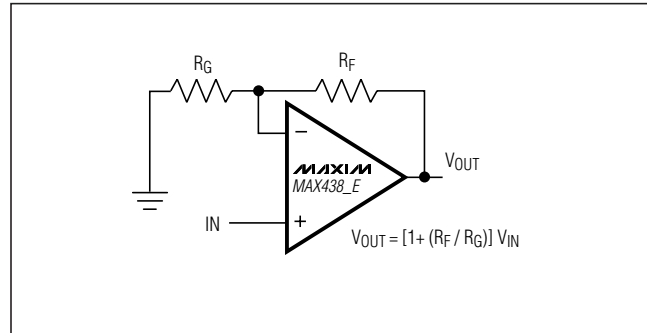 RG
RF
−
MAXIM
MAX438_E
VOUT
IN
+
VOUT = [1+ (RF / RG)] VIN